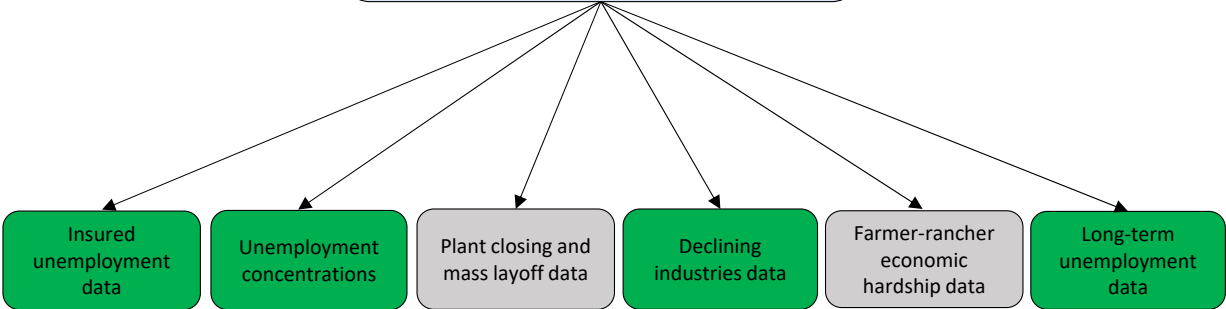 Insured
unemployment
data
Unemployment
concentrations
Plant closing and
mass layoff data
Declining
industries data
Farmer-rancher
economic
hardship data
Long-term
unemployment
data